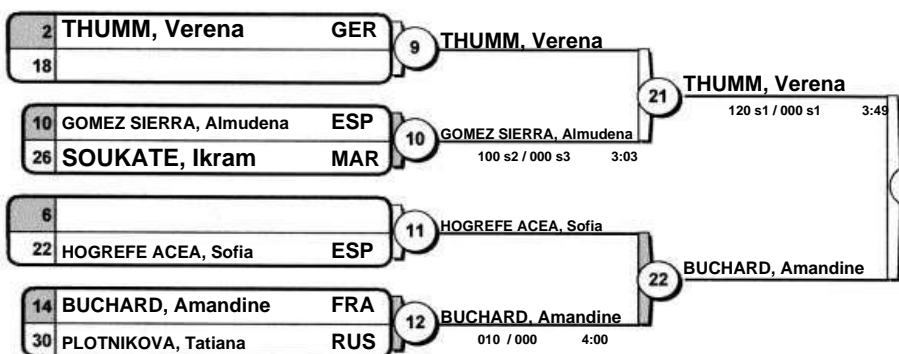 2 THUMM, Verena GER
18
9
THUMM, Verena
10 GOMEZ SIERRA, Almudena ESP
26 SOUKATE, Ikram MAR
10
GOMEZ SIERRA, Almudena
100 s2 / 000 s3 3:03
21
THUMM, Verena
120 s1 / 000 s1 3:49
6
22 HOGREFE ACEA, Sofia ESP
11
HOGREFE ACEA, Sofia
14 BUCHARD, Amandine FRA
30 PLOTNIKOVA, Tatiana RUS
12
BUCHARD, Amandine
010 / 000 4:00
22
BUCHARD, Amandine